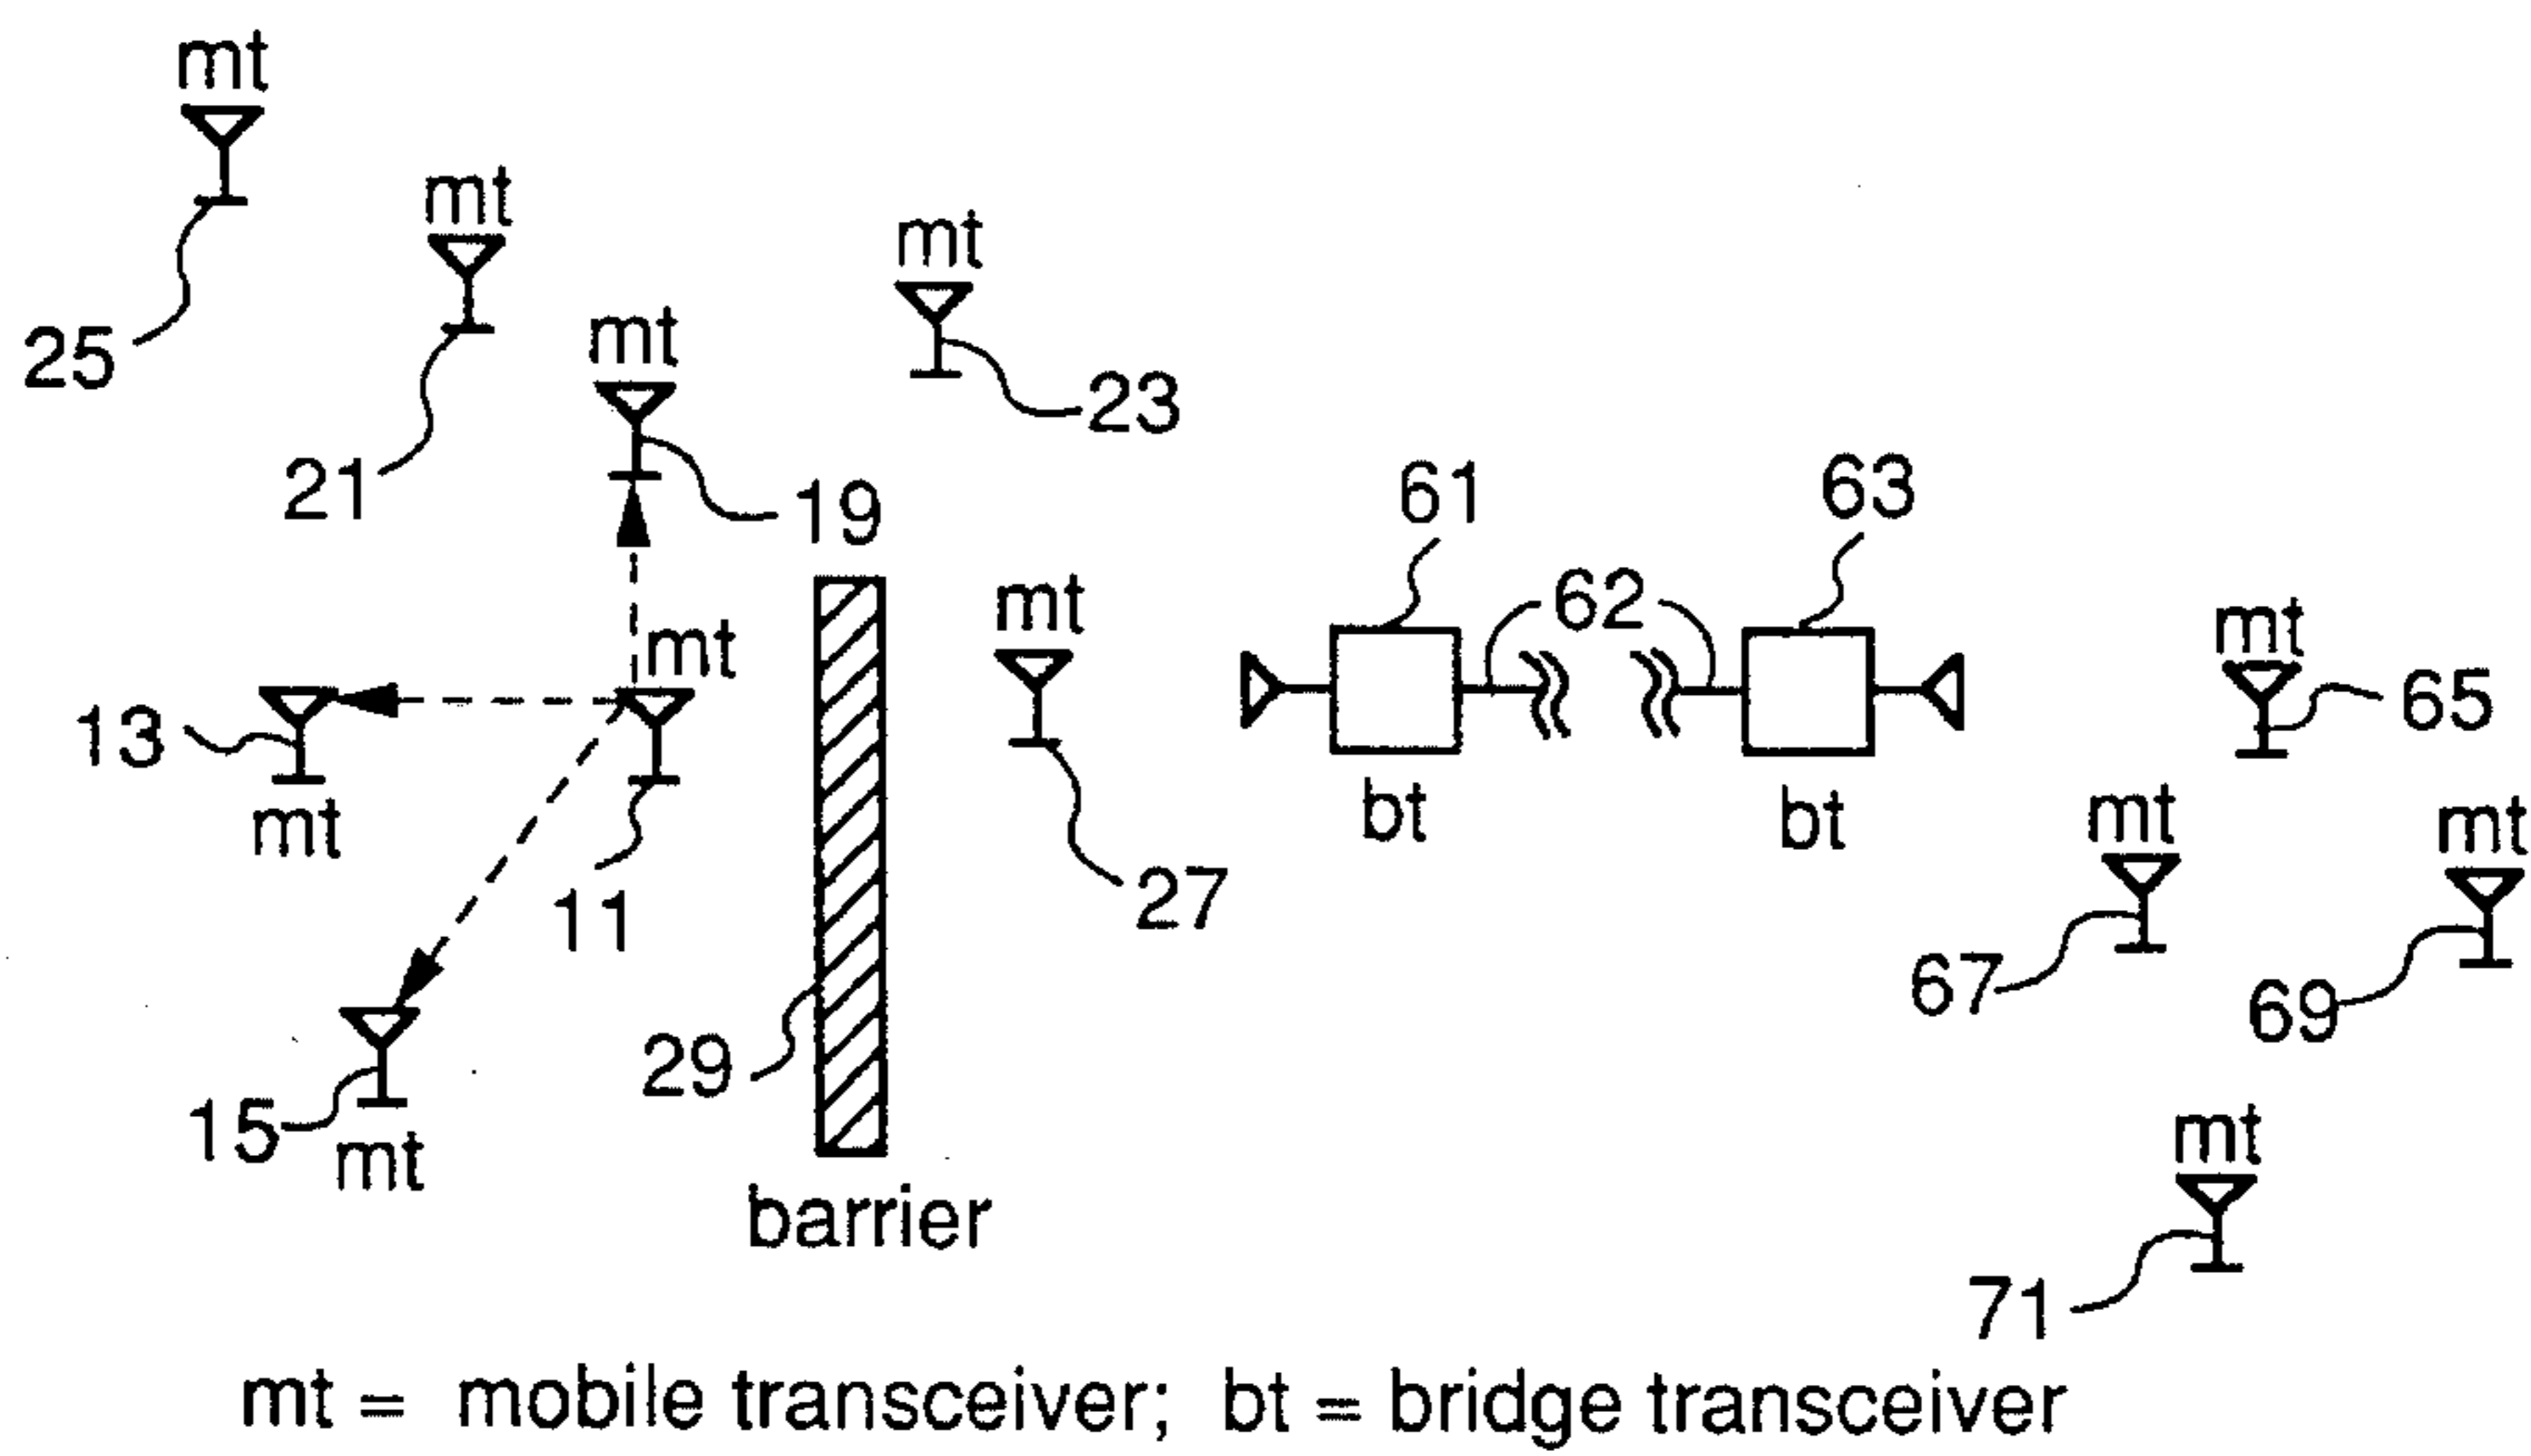 mt
25
mt
21
mt
19
mt
23
61
63
62
mt
27
mt
11
13
mt
15
mt
29
barrier
bt
bt
mt
65
mt
67
mt
69
mt
71
mt = mobile transceiver; bt = bridge transceiver